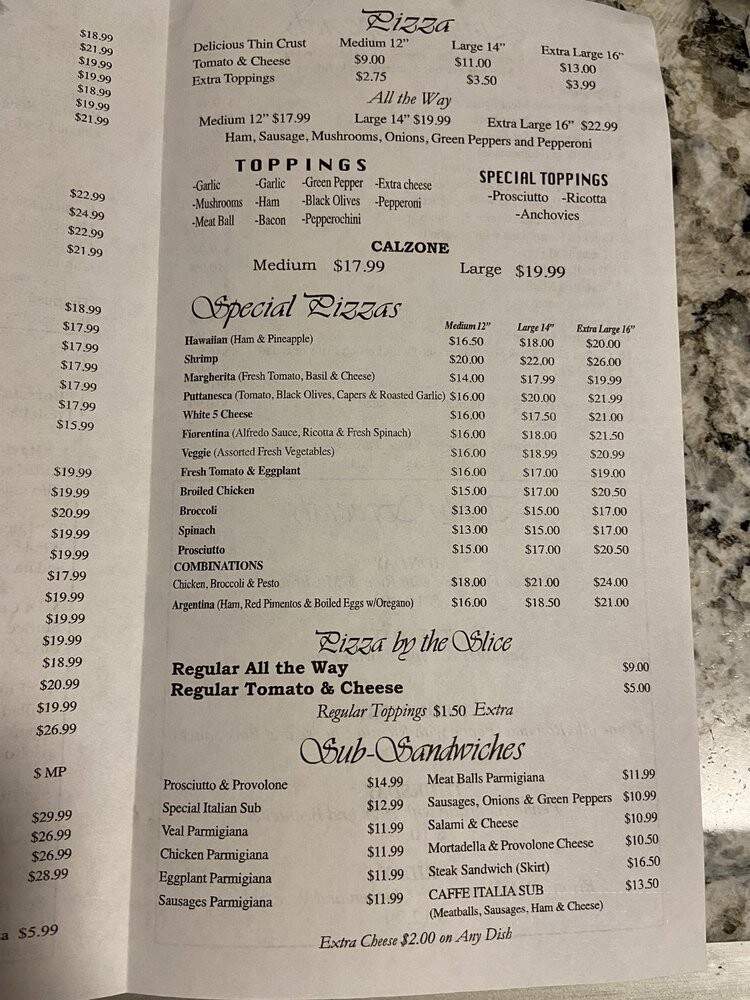 $18.99
$21.99
$19.99
$19.99
$18.99
$19.99
$21.99
$22.99
$24.99
$22.99
$21.99
$18.99
$17.99
$17.99
$17.99
$17.99
$17.99
$15.99
$19.99
$19.99
$20.99
$19.99
$19.99
$17.99
$19.99
$19.99
$19.99
$18.99
$20.99
$19.99
$26.99
$ MP
$29.99
$26.99
$26.99
$28.99
a $5.99
Pizza
Delicious Thin Crust Medium 12" Large 14" Extra Large 16"
Tomato & Cheese $9.00 $11.00 $13.00
Extra Toppings $2.75 $3.50 $3.99
All the Way
Medium 12" $17.99 Large 14" $19.99 Extra Large 16" $22.99
Ham, Sausage, Mushrooms, Onions, Green Peppers and Pepperoni
TOPPINGS
-Garlic -Garlic -Green Pepper -Extra cheese
-Mushrooms -Ham -Black Olives -Pepperoni
-Meat Ball -Bacon -Pepperochini
SPECIAL TOPPINGS
-Prosciutto -Ricotta
-Anchovies
CALZONE
Medium $17.99 Large $19.99
Special Pizzas
Medium 12" Large 14" Extra Large 16"
Hawaiian (Ham & Pineapple) $16.50 $18.00 $20.00
Shrimp $20.00 $22.00 $26.00
Margherita (Fresh Tomato, Basil & Cheese) $14.00 $17.99 $19.99
Puttanesca (Tomato, Black Olives, Capers & Roasted Garlic) $16.00 $20.00 $21.99
White 5 Cheese $16.00 $17.50 $21.00
Fiorentina (Alfredo Sauce, Ricotta & Fresh Spinach) $16.00 $18.00 $21.50
Veggie (Assorted Fresh Vegetables) $16.00 $18.99 $20.99
Fresh Tomato & Eggplant $16.00 $17.00 $19.00
Broiled Chicken $15.00 $17.00 $20.50
Broccoli $13.00 $15.00 $17.00
Spinach $13.00 $15.00 $17.00
Prosciutto $15.00 $17.00 $20.50
COMBINATIONS
Chicken, Broccoli & Pesto $18.00 $21.00 $24.00
Argentina (Ham, Red Pimentos & Boiled Eggs w/Oregano) $16.00 $18.50 $21.00
Pizza by the Slice
Regular All the Way $9.00
Regular Tomato & Cheese $5.00
Regular Toppings $1.50 Extra
Sub-Sandwiches
Prosciutto & Provolone $14.99
Special Italian Sub $12.99
Veal Parmigiana $11.99
Chicken Parmigiana $11.99
Eggplant Parmigiana $11.99
Sausages Parmigiana $11.99
Meat Balls Parmigiana $11.99
Sausages, Onions & Green Peppers $10.99
Salami & Cheese $10.99
Mortadella & Provolone Cheese $10.50
Steak Sandwich (Skirt) $16.50
CAFFE ITALIA SUB $13.50
(Meatballs, Sausages, Ham & Cheese)
Extra Cheese $2.00 on Any Dish